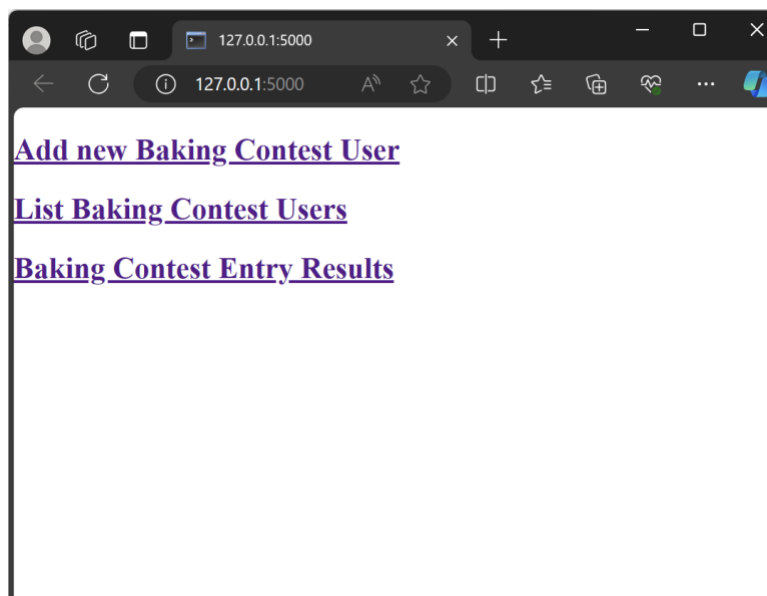 127.0.0.1:5000
127.0.0.1:5000
Add new Baking Contest User
List Baking Contest Users
Baking Contest Entry Results